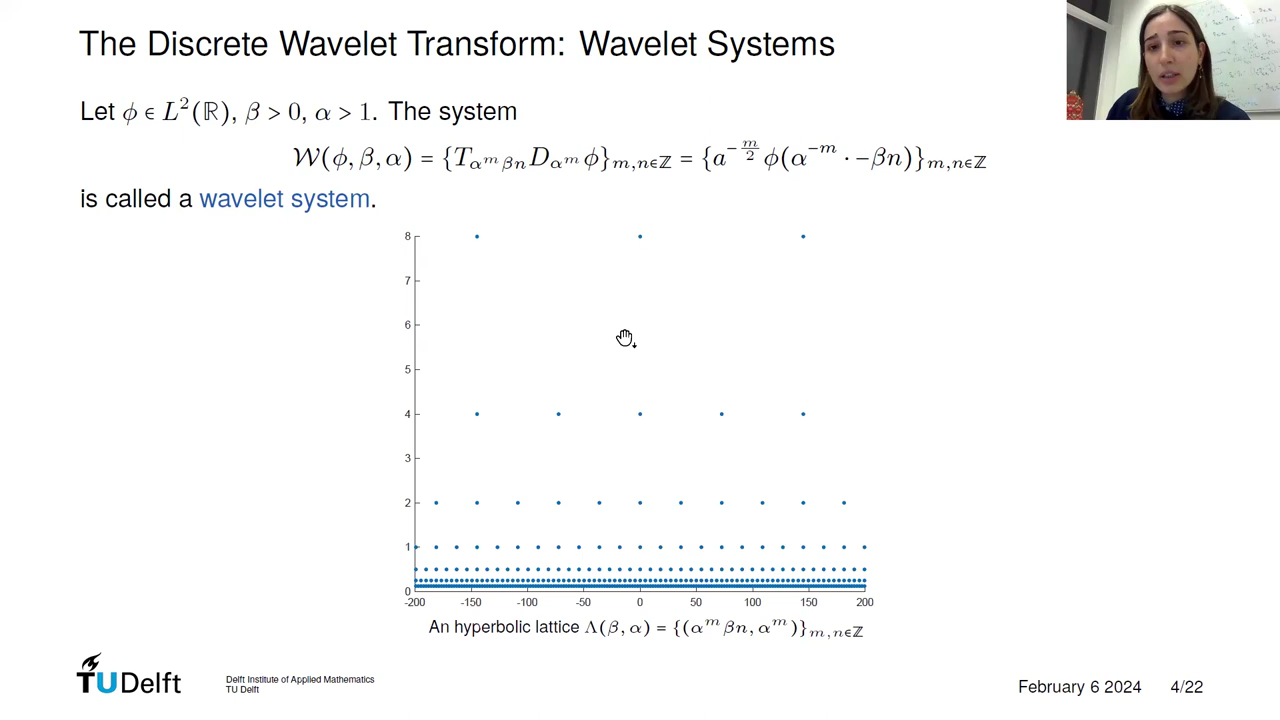 The Discrete Wavelet Transform: Wavelet Systems
Let ϕ ∈ L²(ℝ), β > 0, α > 1. The system
𝒲(ϕ, β, α) = {T_{α^m βn} D_{α^m} ϕ}_{m,n∈ℤ} = {a^{-m/2} ϕ(α^{-m} · −βn)}_{m,n∈ℤ}
is called a wavelet system.
8
7
6
5
4
3
2
1
0
-200 -150 -100 -50 0 50 100 150 200
An hyperbolic lattice Λ(β, α) = {(α^m βn, α^m)}_{m,n∈ℤ}
TUDelft
Delft Institute of Applied Mathematics
TU Delft
February 6 2024 4/22